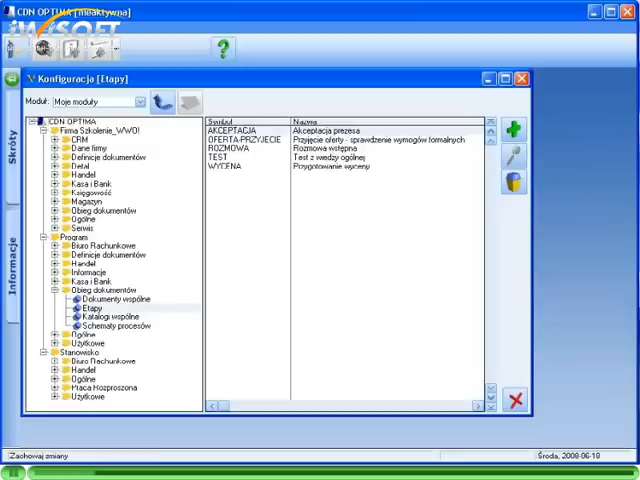 CDN OPTIMA [nieaktywna]
iWISOFT
Konfiguracja [Etapy]
Moduł: Moje moduły
Symbol Nazwa
AKCEPTACJA Akceptacja prezesa
OFERTA-PRZYJECIE Przyjęcie oferty - sprawdzenie wymogów formalnych
ROZMOWA Rozmowa wstępna
TEST Test z wiedzy ogólnej
WYCENA Przygotowanie wyceny
CDN OPTIMA
Firma Szkolenie_WWO!
CRM
Dane firmy
Definicje dokumentów
Detal
Handel
Kasa i Bank
Księgowość
Magazyn
Obieg dokumentów
Ogólne
Serwis
Program
Biuro Rachunkowe
Definicje dokumentów
Handel
Informacje
Kasa i Bank
Obieg dokumentów
Dokumenty wspólne
Etapy
Katalogi wspólne
Schematy procesów
Ogólne
Użytkowe
Stanowisko
Biuro Rachunkowe
Handel
Ogólne
Praca Rozproszona
Użytkowe
Skróty
Informacje
Zachowaj zmiany
Środa, 2008-06-18